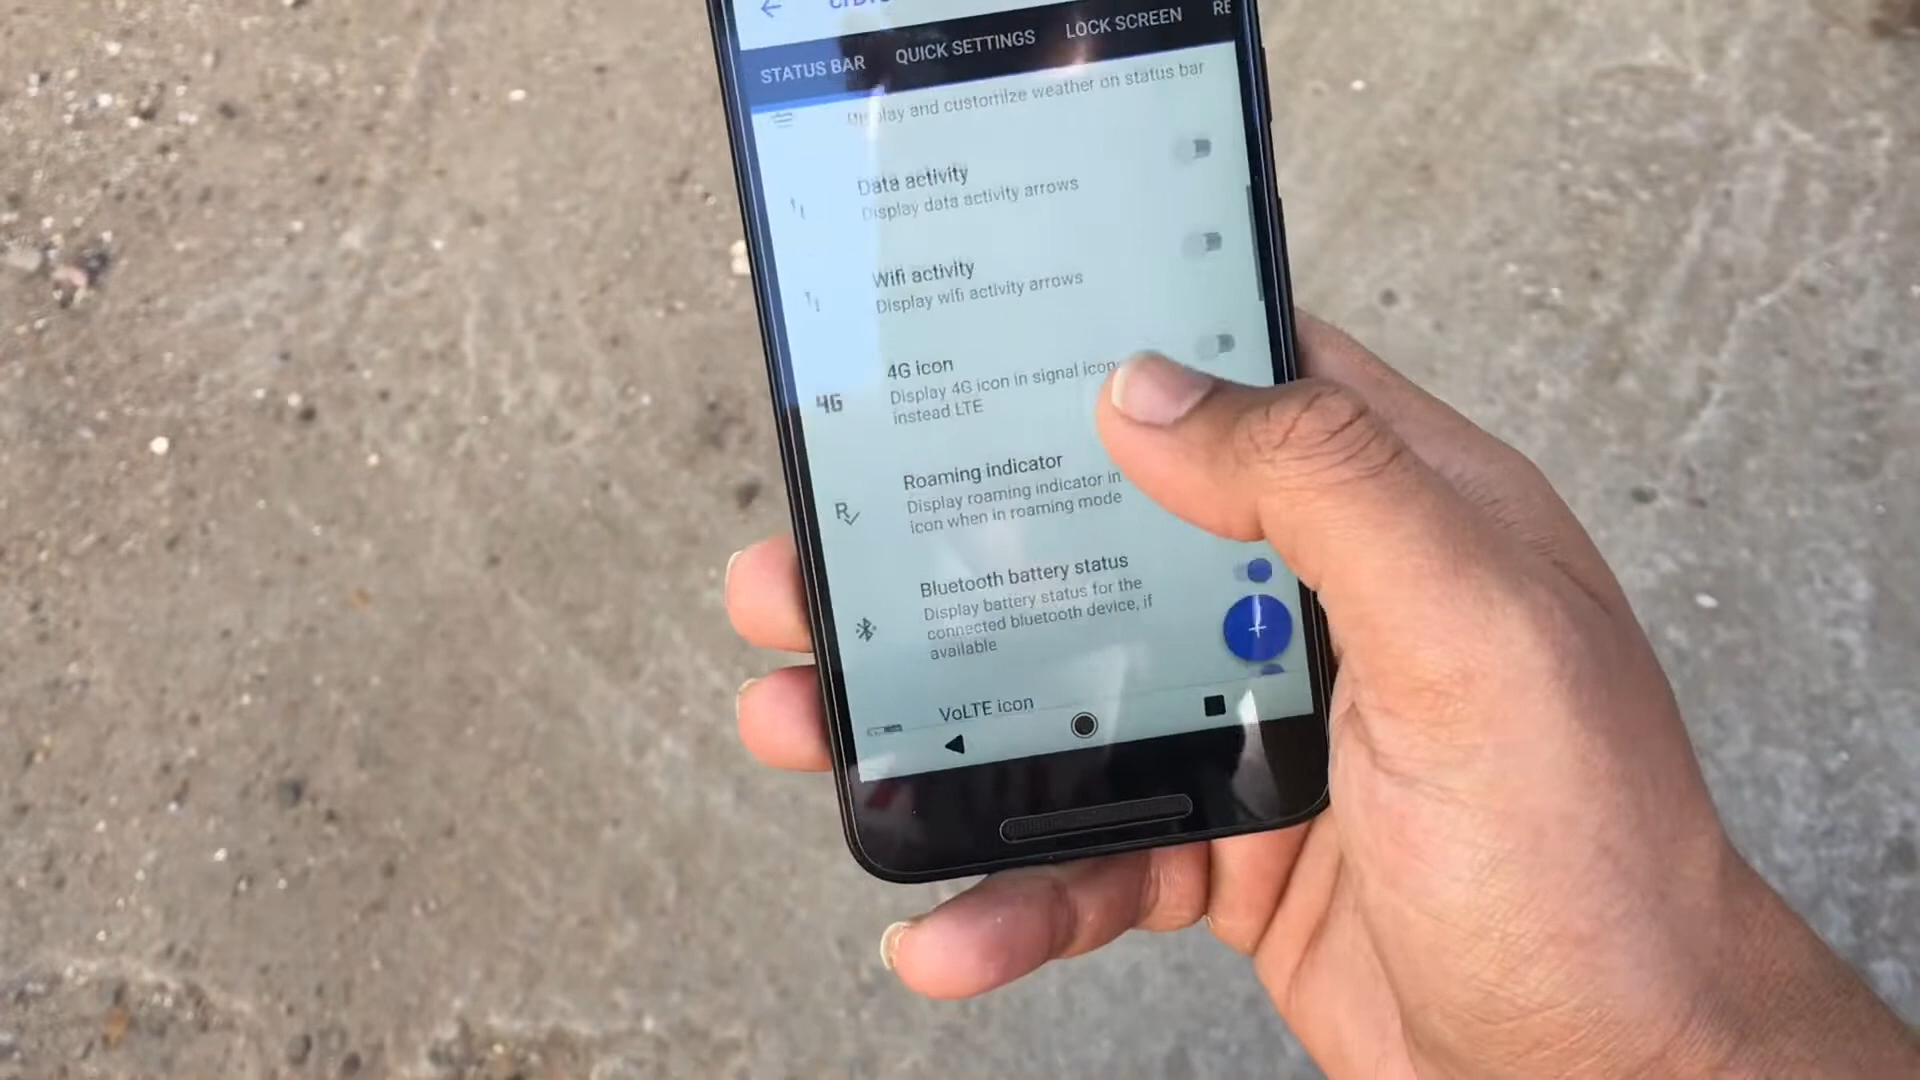 STATUS BAR
QUICK SETTINGS
LOCK SCREEN
RE
Display and customize weather on status bar
Data activity
Display data activity arrows
Wifi activity
Display wifi activity arrows
4G
4G icon
Display 4G icon in signal icon
instead LTE
R
Roaming indicator
Display roaming indicator in
icon when in roaming mode
Bluetooth battery status
Display battery status for the
connected bluetooth device, if
available
VoLTE icon